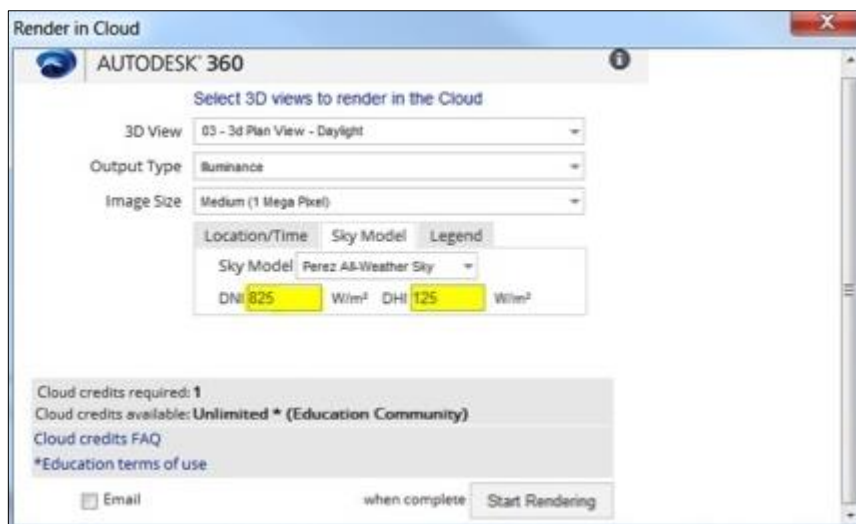 Render in Cloud
X
AUTODESK® 360
Select 3D views to render in the Cloud
3D View 03 - 3d Plan View - Daylight
Output Type Illuminance
Image Size Medium (1 Mega Pixel)
Location/Time Sky Model Legend
Sky Model Perez All-Weather Sky
DNI 825 W/m² DHI 125 W/m²
Cloud credits required: 1
Cloud credits available: Unlimited * (Education Community)
Cloud credits FAQ
*Education terms of use
Email when complete Start Rendering